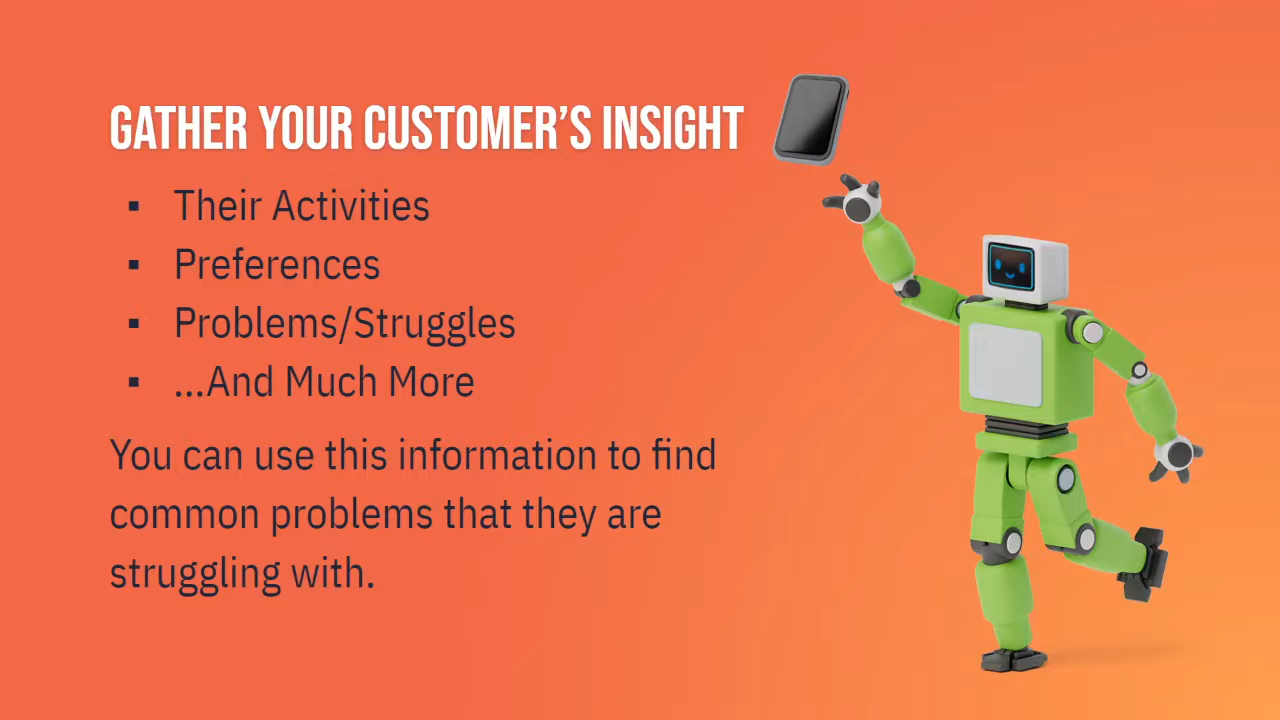 GATHER YOUR CUSTOMER’S INSIGHT
▪ Their Activities
▪ Preferences
▪ Problems/Struggles
▪ ...And Much More
You can use this information to find
common problems that they are
struggling with.